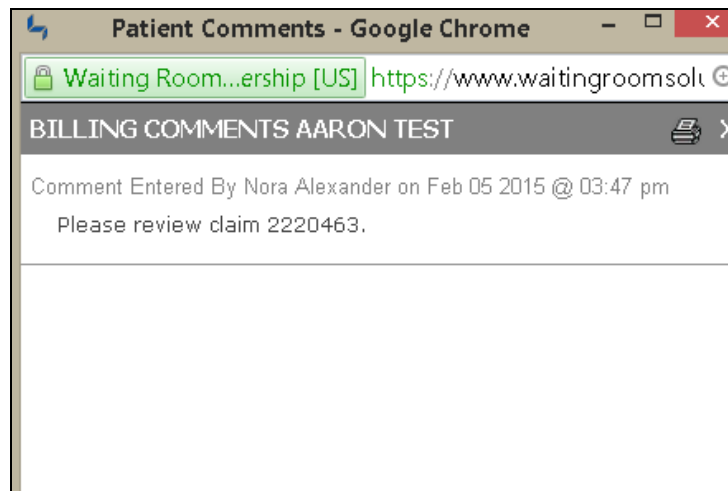 Patient Comments - Google Chrome
Waiting Room...ership [US] https://www.waitingroomsolu
BILLING COMMENTS AARON TEST
Comment Entered By Nora Alexander on Feb 05 2015 @ 03:47 pm
Please review claim 2220463.